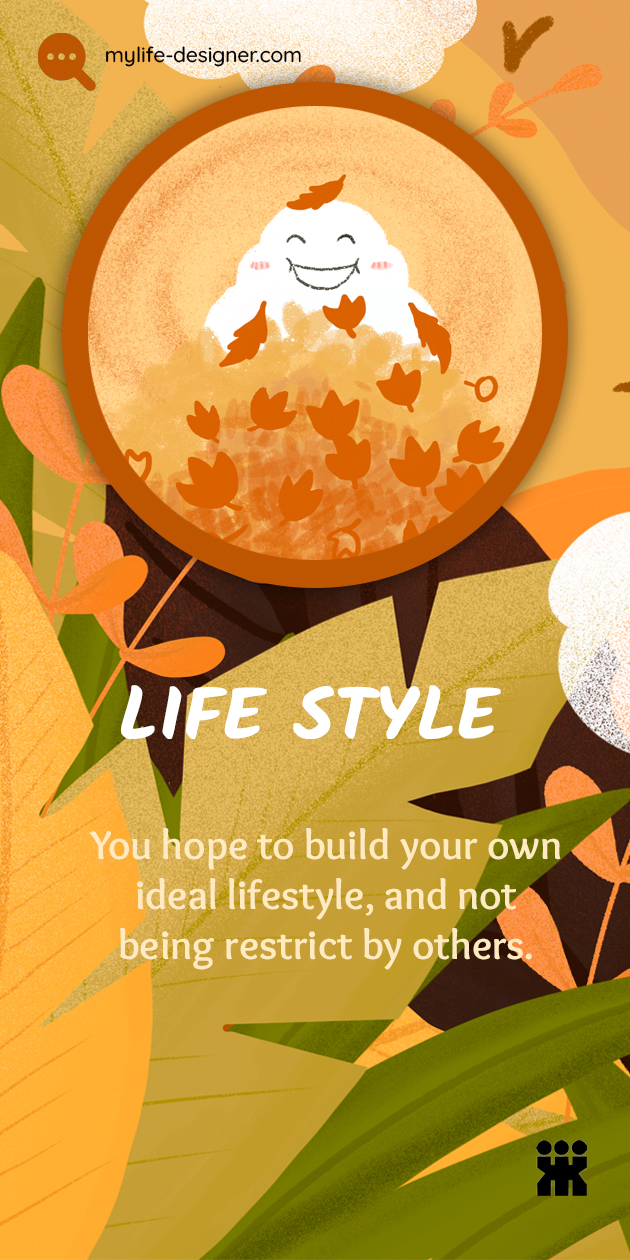 mylife-designer.com
LIFE STYLE
You hope to build your own
ideal lifestyle, and not
being restrict by others.